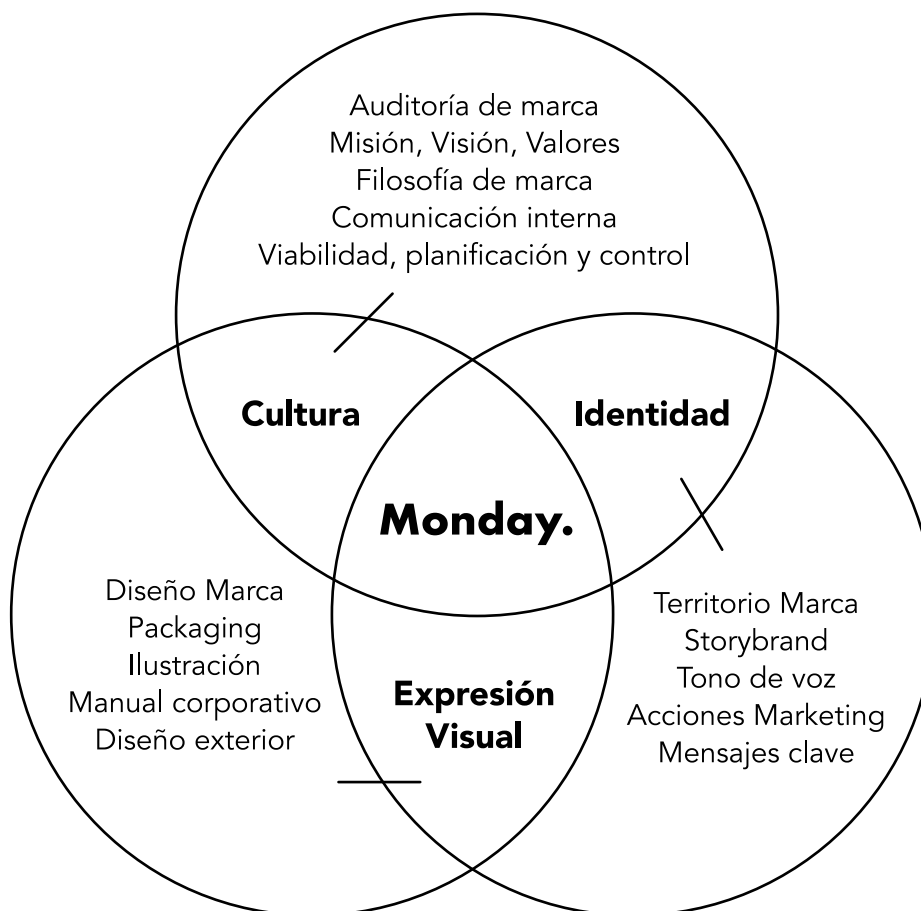 Auditoría de marca
Misión, Visión, Valores
Filosofía de marca
Comunicación interna
Viabilidad, planificación y control
Cultura
Identidad
Monday.
Diseño Marca
Packaging
Ilustración
Manual corporativo
Diseño exterior
Expresión
Visual
Territorio Marca
Storybrand
Tono de voz
Acciones Marketing
Mensajes clave